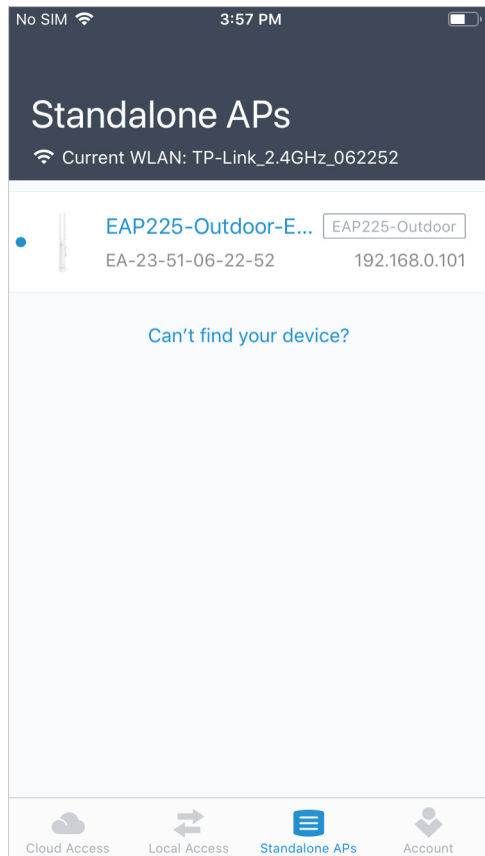 No SIM 3:57 PM
Standalone APs
Current WLAN: TP-Link_2.4GHz_062252
EAP225-Outdoor-E... EAP225-Outdoor
EA-23-51-06-22-52 192.168.0.101
Can't find your device?
Cloud Access Local Access Standalone APs Account